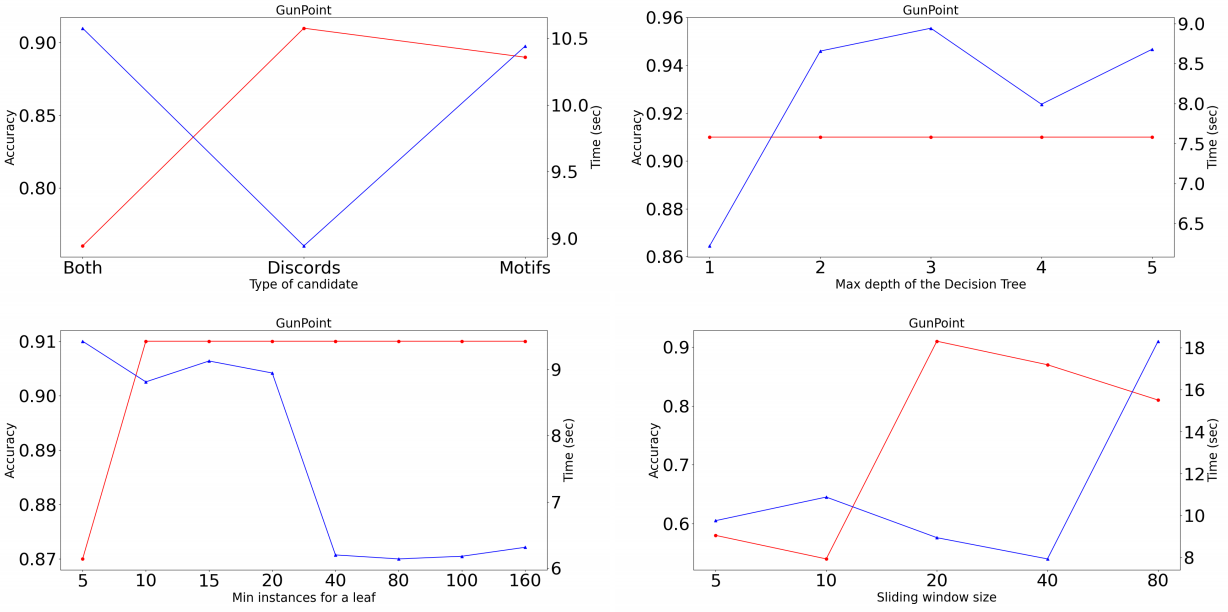 GunPoint
0.90
0.85
0.80
Accuracy
10.5
10.0
9.5
9.0
Time (sec)
Both Discords Motifs
Type of candidate
GunPoint
0.96
0.94
0.92
0.90
0.88
0.86
Accuracy
9.0
8.5
8.0
7.5
7.0
6.5
Time (sec)
1 2 3 4 5
Max depth of the Decision Tree
GunPoint
0.91
0.90
0.89
0.88
0.87
Accuracy
9
8
7
6
Time (sec)
5 10 15 20 40 80 100 160
Min instances for a leaf
GunPoint
0.9
0.8
0.7
0.6
Accuracy
18
16
14
12
10
8
Time (sec)
5 10 20 40 80
Sliding window size